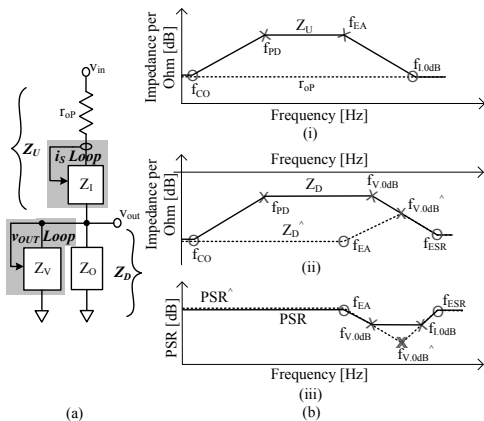 v_in
r_oP
Z_U
i_S Loop
Z_I
v_out
v_OUT Loop
Z_V
Z_O
Z_D
(a)
Impedance per Ohm [dB]
Z_U
f_EA
f_PD
f_CO
r_oP
f_I.0dB
Frequency [Hz]
(i)
Impedance per Ohm [dB]
Z_D
f_V.0dB
f_V.0dB^
f_PD
Z_D^
f_CO
f_EA
f_ESR
(ii)
PSR [dB]
PSR^
PSR
f_EA
f_ESR
f_V.0dB
f_I.0dB
f_V.0dB^
Frequency [Hz]
(iii)
(b)